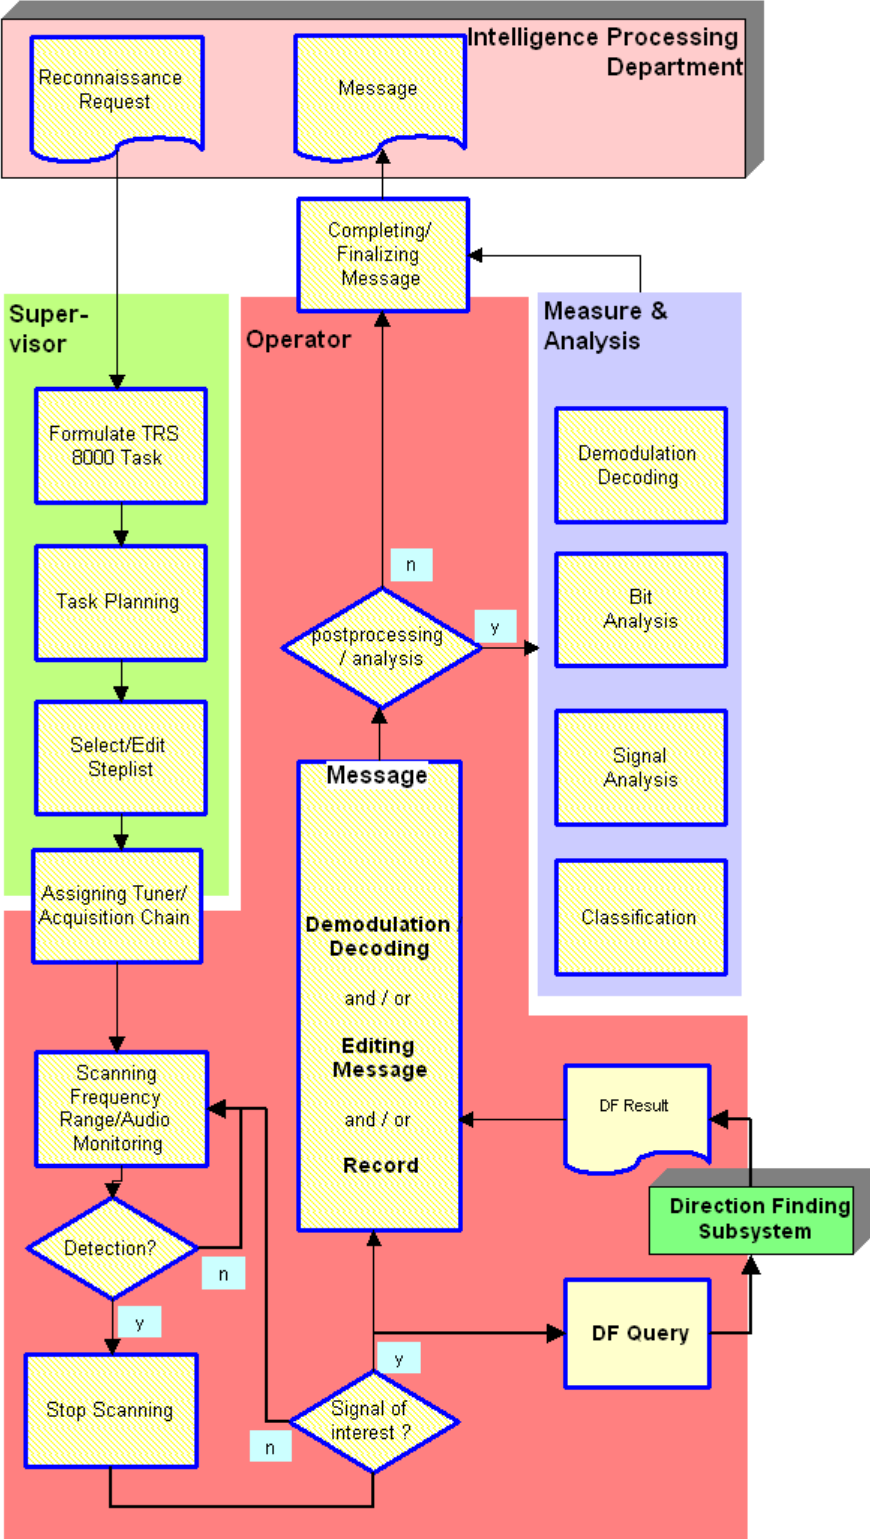 Intelligence Processing
Department
Reconnaissance
Request
Message
Completing/
Finalizing
Message
Super-
visor
Operator
Measure &
Analysis
Formulate TRS
8000 Task
Task Planning
Select/Edit
Steplist
Assigning Tuner/
Acquisition Chain
Scanning
Frequency
Range/Audio
Monitoring
Detection?
n
y
Stop Scanning
n
postprocessing
/ analysis
y
Message
Demodulation
Decoding
and / or
Editing
Message
and / or
Record
y
Signal of
interest ?
n
Demodulation
Decoding
Bit
Analysis
Signal
Analysis
Classification
DF Result
Direction Finding
Subsystem
DF Query